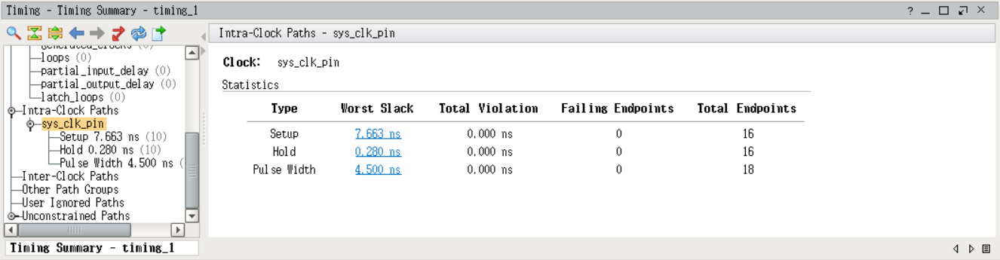 Timing - Timing Summary - timing_1
Intra-Clock Paths - sys_clk_pin
generated_clocks (0)
loops (0)
partial_input_delay (0)
partial_output_delay (0)
latch_loops (0)
Intra-Clock Paths
sys_clk_pin
Setup 7.663 ns (10)
Hold 0.280 ns (10)
Pulse Width 4.500 ns (
Inter-Clock Paths
Other Path Groups
User Ignored Paths
Unconstrained Paths
Timing Summary - timing_1
Clock: sys_clk_pin
Statistics
Type Worst Slack Total Violation Failing Endpoints Total Endpoints
Setup 7.663 ns 0.000 ns 0 16
Hold 0.280 ns 0.000 ns 0 16
Pulse Width 4.500 ns 0.000 ns 0 18